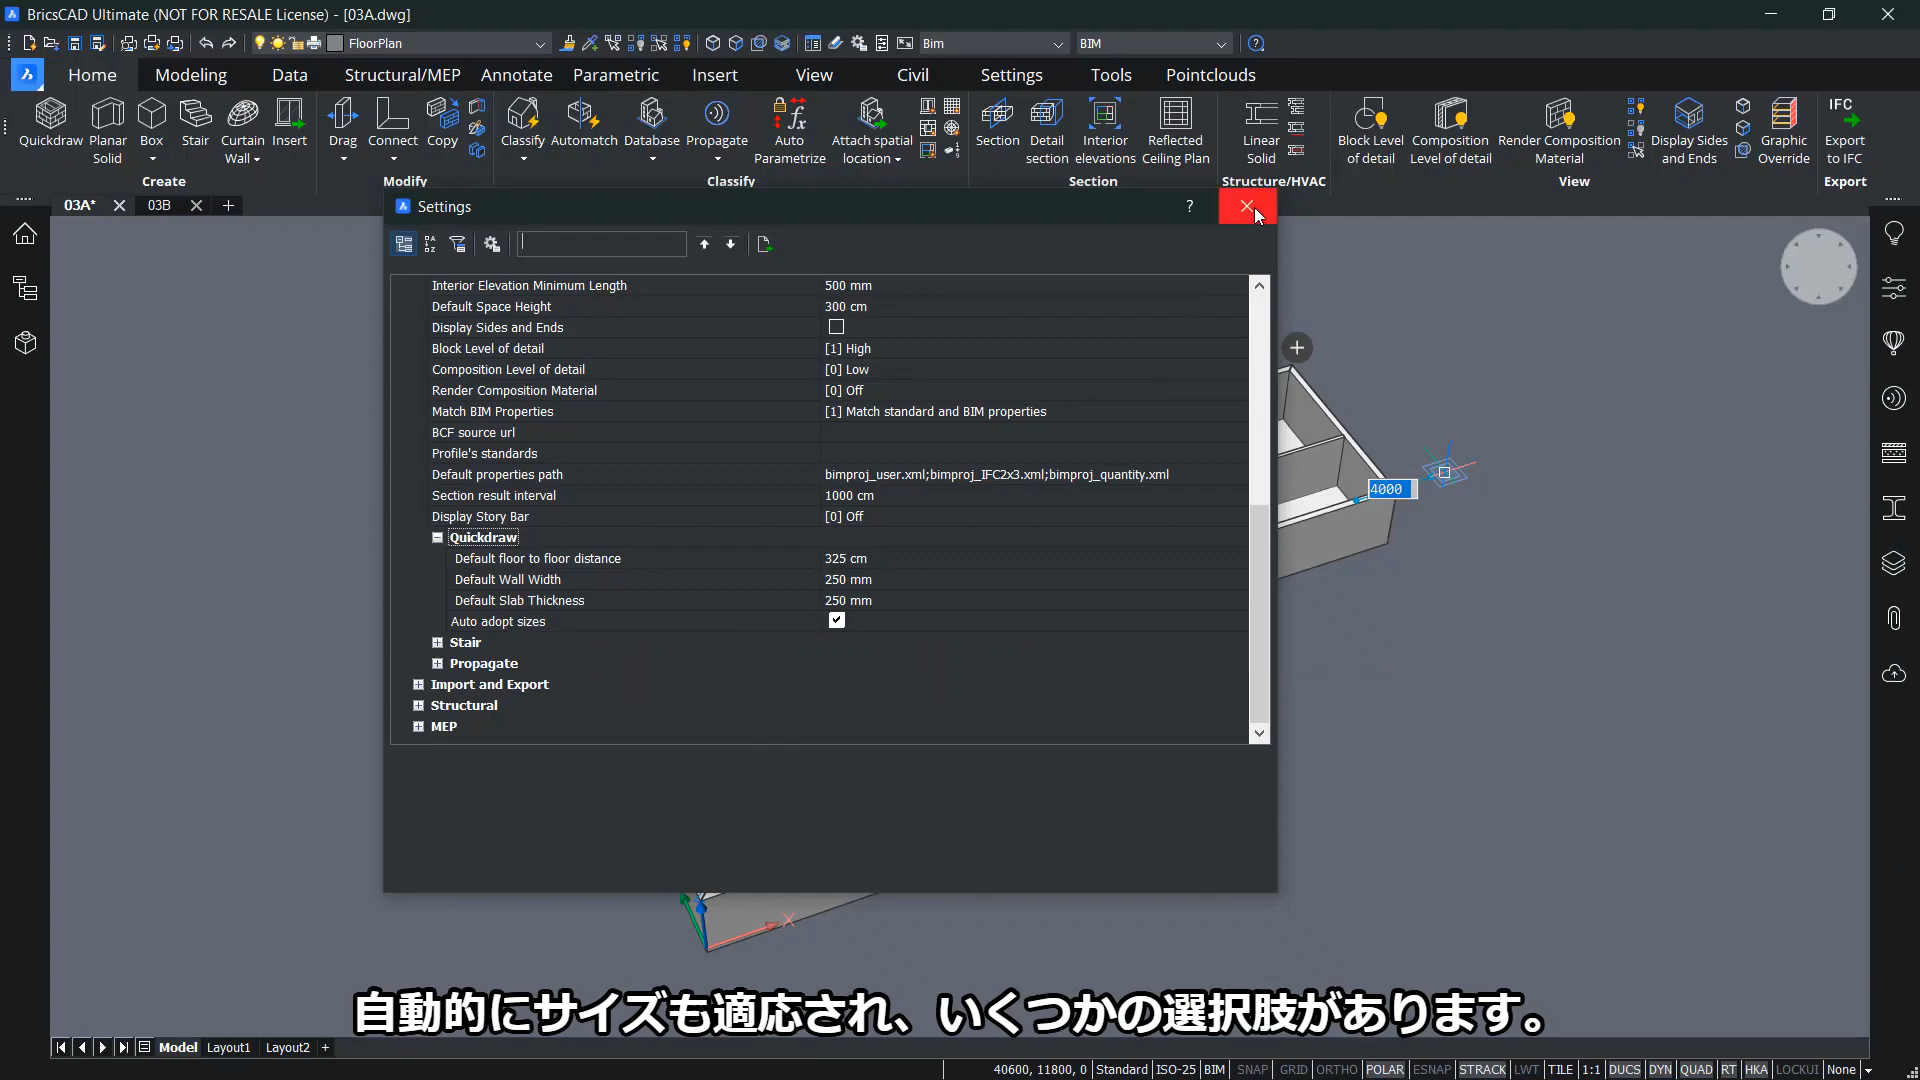 BricsCAD Ultimate (NOT FOR RESALE License) - [03A.dwg]
FloorPlan
Bim
BIM
Home
Modeling
Data
Structural/MEP
Annotate
Parametric
Insert
View
Civil
Settings
Tools
Pointclouds
Quickdraw
Planar Solid
Box
Stair
Curtain Wall
Insert
Drag
Connect
Copy
Classify
Automatch
Database
Propagate
Auto Parametrize
Attach spatial location
Section
Detail section
Interior elevations
Reflected Ceiling Plan
Linear Solid
Block Level of detail
Composition Level of detail
Render Composition Material
Display Sides and Ends
Graphic Override
IFC
Export to IFC
Create
Modify
Classify
Section
Structure/HVAC
View
Export
03A*
03B
Settings
Interior Elevation Minimum Length 500 mm
Default Space Height 300 cm
Display Sides and Ends
Block Level of detail [1] High
Composition Level of detail [0] Low
Render Composition Material [0] Off
Match BIM Properties [1] Match standard and BIM properties
BCF source url
Profile's standards
Default properties path bimproj_user.xml;bimproj_IFC2x3.xml;bimproj_quantity.xml
Section result interval 1000 cm
Display Story Bar [0] Off
Quickdraw
Default floor to floor distance 325 cm
Default Wall Width 250 mm
Default Slab Thickness 250 mm
Auto adopt sizes
Stair
Propagate
Import and Export
Structural
MEP
4000
自動的にサイズも適応され、いくつかの選択肢があります。
Model
Layout1
Layout2
40600, 11800, 0 Standard ISO-25 BIM SNAP GRID ORTHO POLAR ESNAP STRACK LWT TILE 1:1 DUCS DYN QUAD RT HKA LOCKUI None